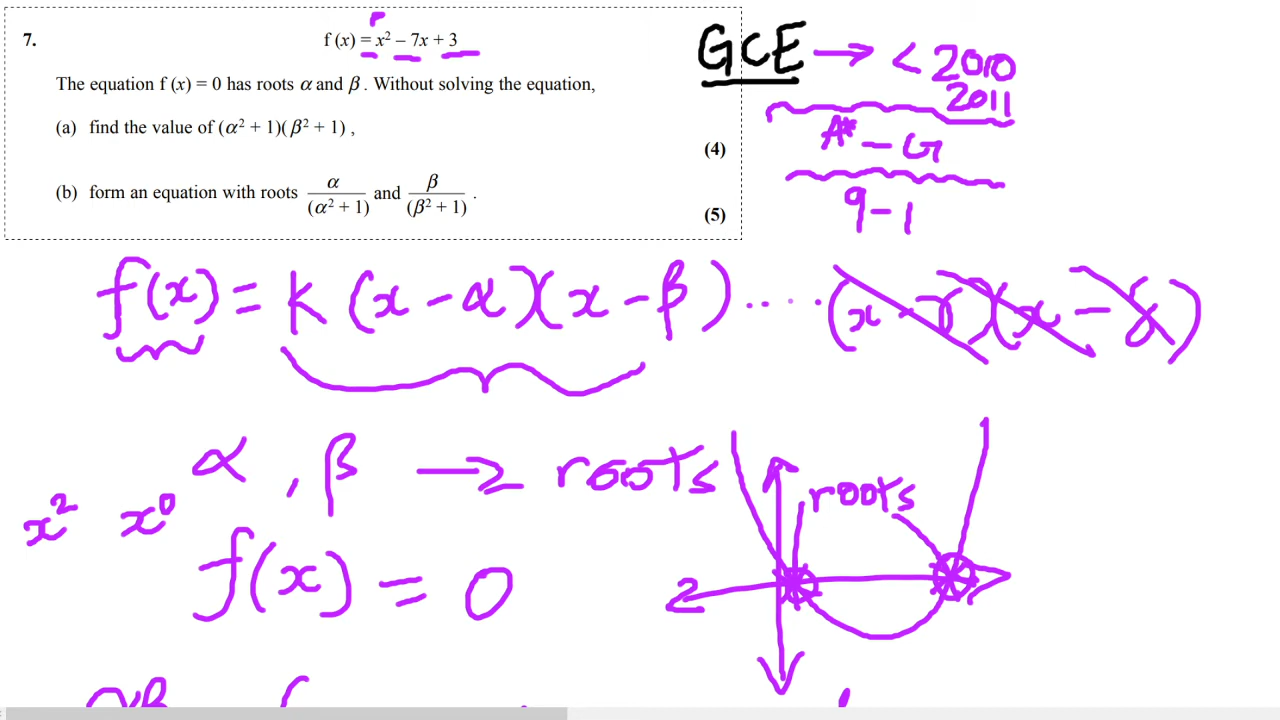 7.
f (x) = x² – 7x + 3
The equation f (x) = 0 has roots α and β . Without solving the equation,
(a) find the value of (α² + 1)( β² + 1) ,
(4)
(b) form an equation with roots α/(α² + 1) and β/(β² + 1) .
(5)
GCE → < 2010
2011
A* – G
9 – 1
f(x) = k (x – α)(x – β) ..... (x – γ)(x – δ)
α , β → roots
roots
x² x⁰
f(x) = 0
αβ